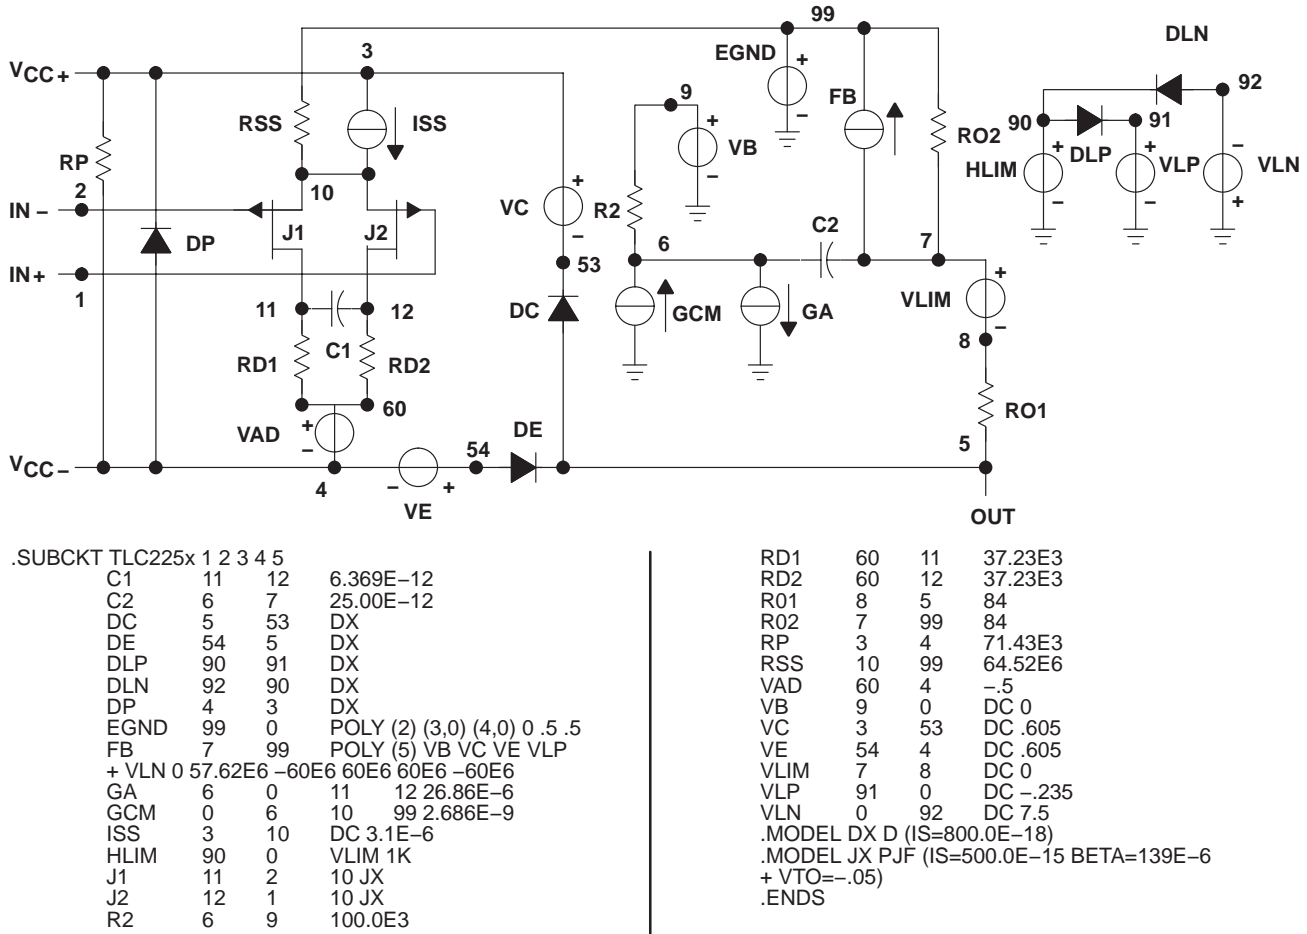 99
DLN
EGND
3
VCC+
92
9
FB
RSS
ISS
90
91
RO2
VB
DLP
RP
HLIM
VLP
VLN
10
2
IN −
VC
R2
C2
J1
J2
DP
6
7
IN+
53
1
VLIM
GCM
GA
11
12
DC
8
C1
RD1
RD2
60
RO1
VAD
DE
54
5
VCC−
4
VE
OUT
.SUBCKT TLC225x 1 2 3 4 5
C1 11 12 6.369E−12
C2 6 7 25.00E−12
DC 5 53 DX
DE 54 5 DX
DLP 90 91 DX
DLN 92 90 DX
DP 4 3 DX
EGND 99 0 POLY (2) (3,0) (4,0) 0 .5 .5
FB 7 99 POLY (5) VB VC VE VLP
+ VLN 0 57.62E6 −60E6 60E6 60E6 −60E6
GA 6 0 11 12 26.86E−6
GCM 0 6 10 99 2.686E−9
ISS 3 10 DC 3.1E−6
HLIM 90 0 VLIM 1K
J1 11 2 10 JX
J2 12 1 10 JX
R2 6 9 100.0E3
RD1 60 11 37.23E3
RD2 60 12 37.23E3
R01 8 5 84
R02 7 99 84
RP 3 4 71.43E3
RSS 10 99 64.52E6
VAD 60 4 −.5
VB 9 0 DC 0
VC 3 53 DC .605
VE 54 4 DC .605
VLIM 7 8 DC 0
VLP 91 0 DC −.235
VLN 0 92 DC 7.5
.MODEL DX D (IS=800.0E−18)
.MODEL JX PJF (IS=500.0E−15 BETA=139E−6
+ VTO=−.05)
.ENDS